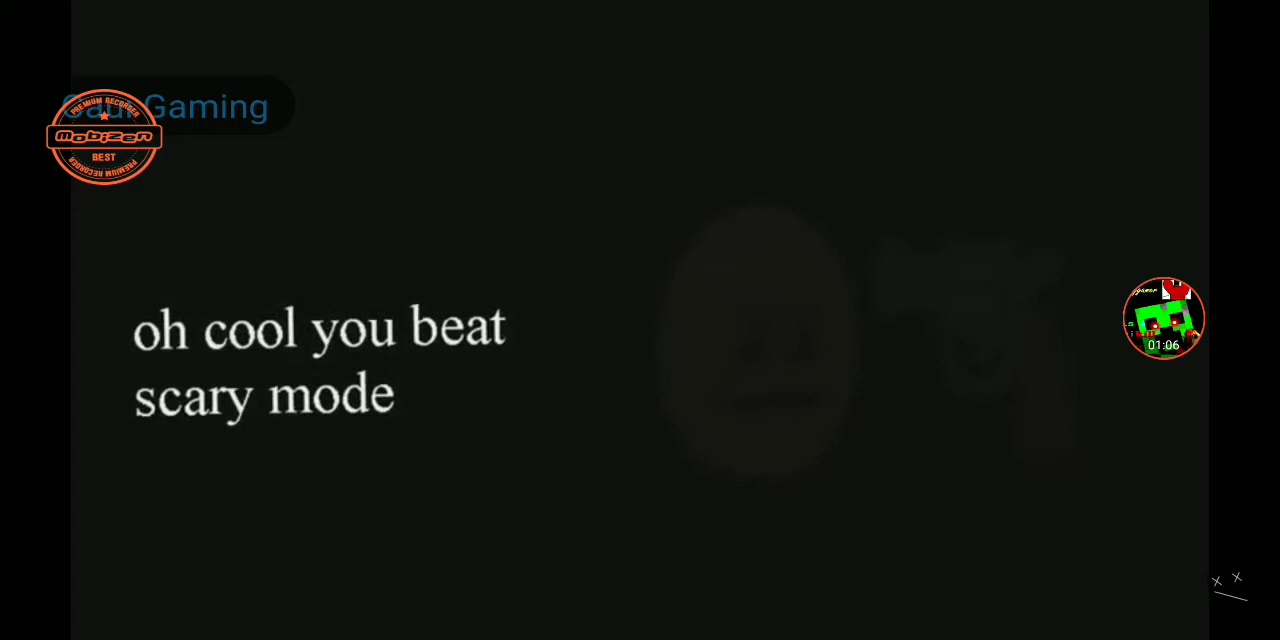 Gaming
PREMIUM RECORDER
mobizen
BEST
PREMIUM RECORDER
oh cool you beat
scary mode
01:06